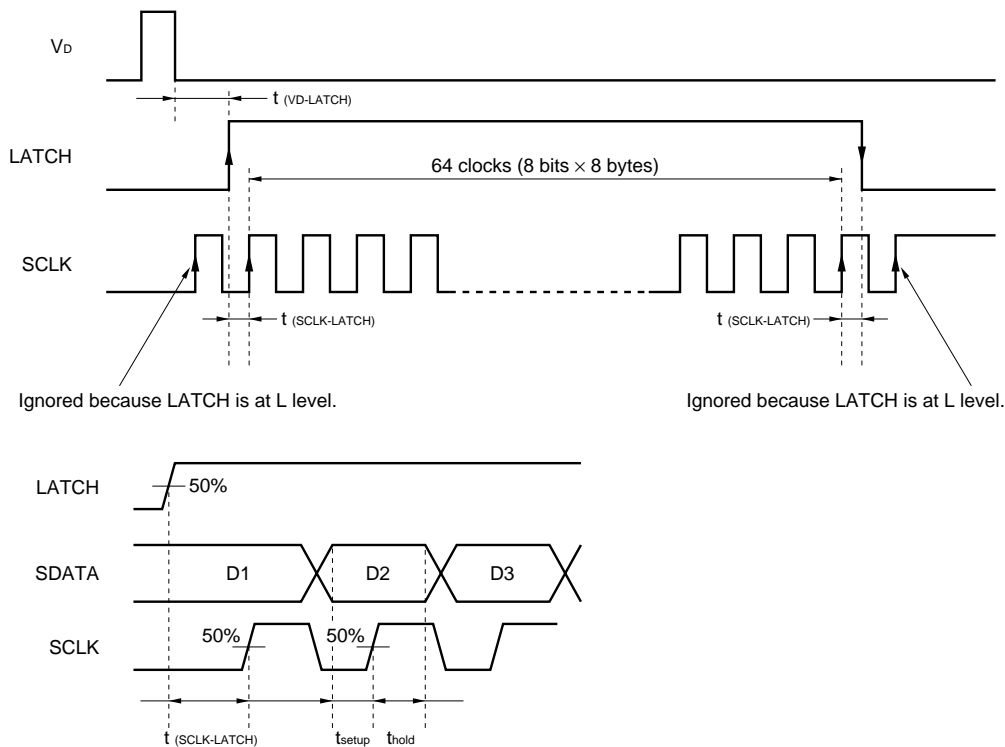 VD
t (VD-LATCH)
LATCH
64 clocks (8 bits × 8 bytes)
SCLK
t (SCLK-LATCH)
t (SCLK-LATCH)
Ignored because LATCH is at L level.
Ignored because LATCH is at L level.
LATCH
50%
SDATA
D1
D2
D3
50%
50%
SCLK
t (SCLK-LATCH)
tsetup
thold